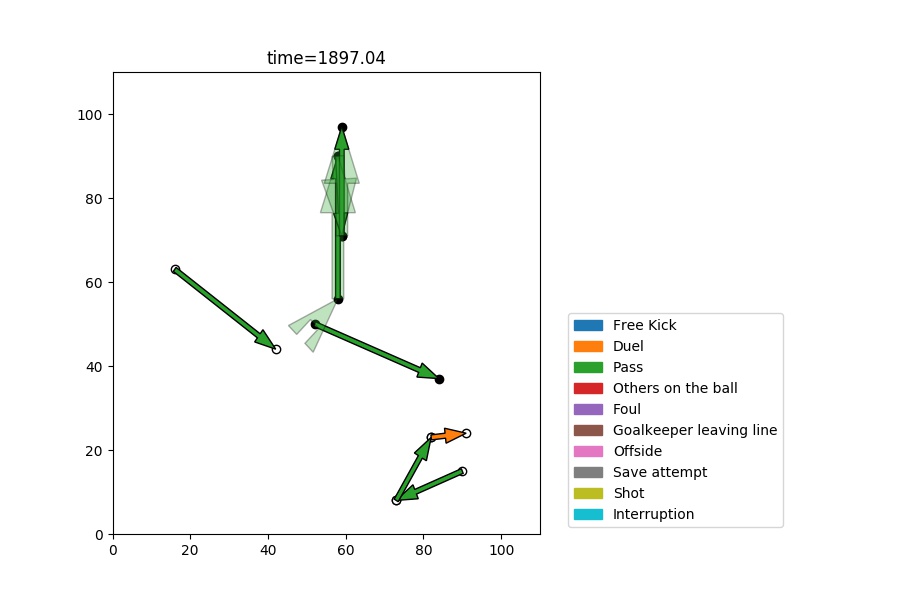 time=1897.04
100
80
60
40
20
0
0 20 40 60 80 100
Free Kick
Duel
Pass
Others on the ball
Foul
Goalkeeper leaving line
Offside
Save attempt
Shot
Interruption